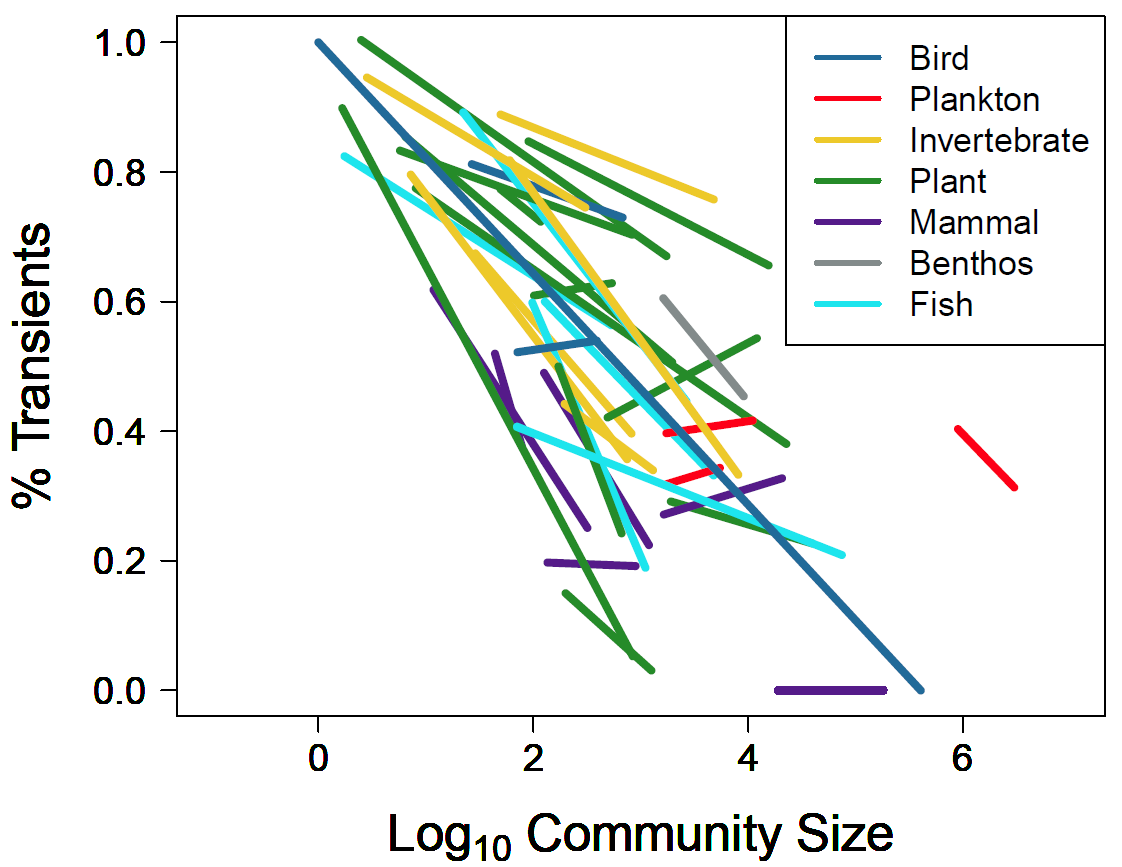 % Transients
1.0
0.8
0.6
0.4
0.2
0.0
0 2 4 6
Log10 Community Size
Bird
Plankton
Invertebrate
Plant
Mammal
Benthos
Fish